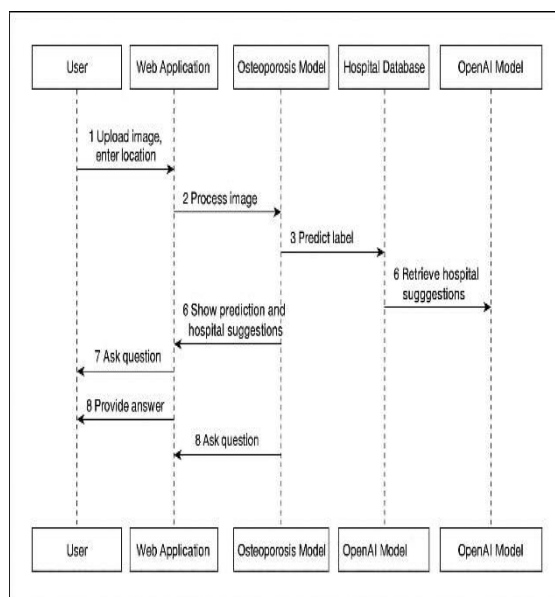 User
Web Application
Osteoporosis Model
Hospital Database
OpenAI Model
1 Upload image,
enter location
2 Process image
3 Predict label
6 Retrieve hospital
sugggestions
6 Show prediction and
hospital suggestions
7 Ask question
8 Provide answer
8 Ask question
User
Web Application
Osteoporosis Model
OpenAI Model
OpenAI Model